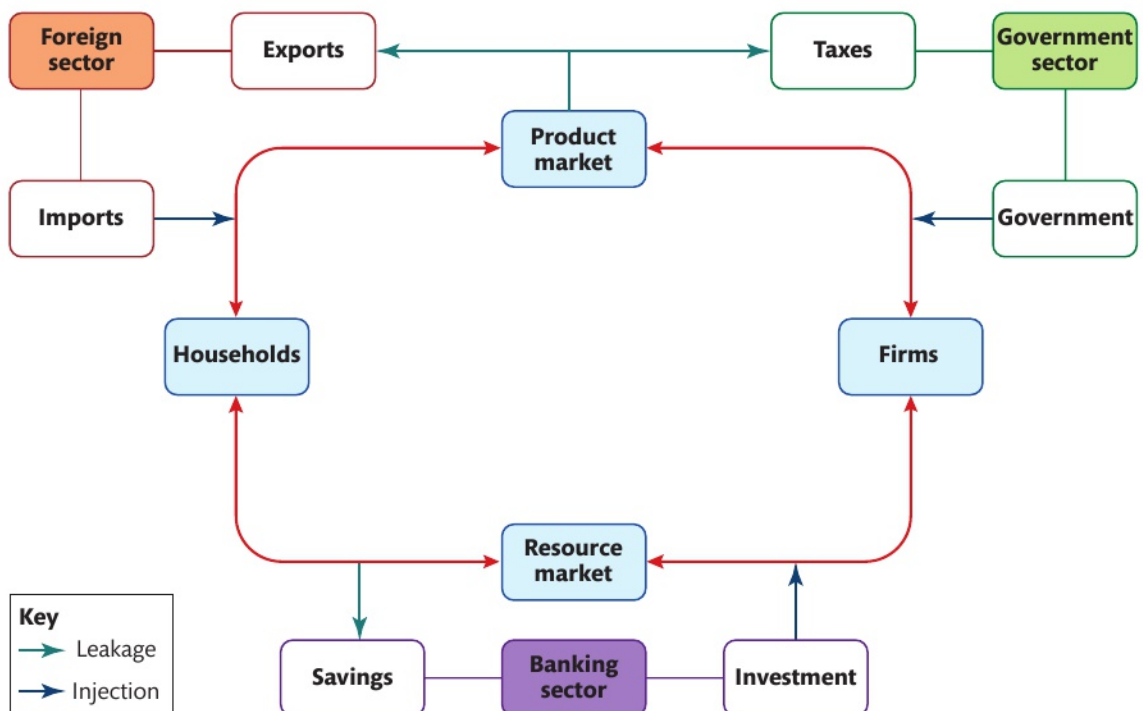 Foreign
sector
Exports
Taxes
Government
sector
Product
market
Imports
Government
Households
Firms
Resource
market
Key
Leakage
Injection
Savings
Banking
sector
Investment